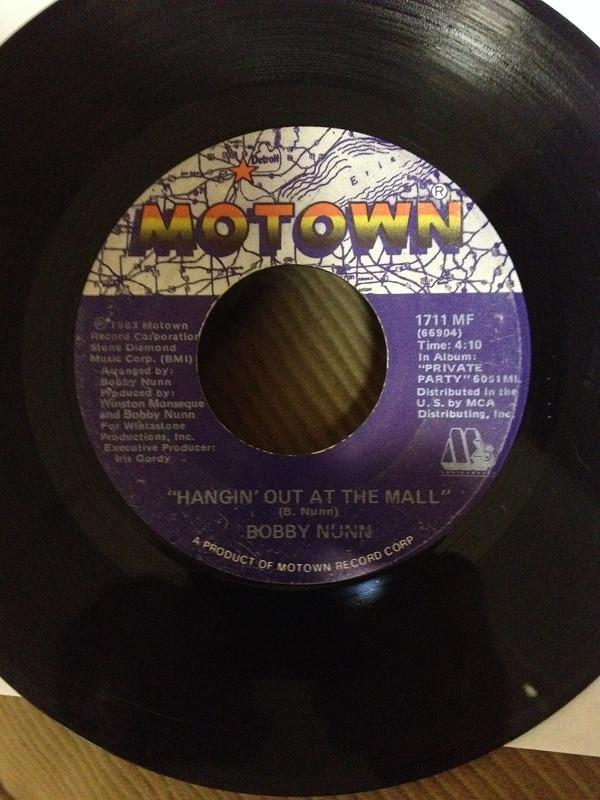 Detroit
Erie
®
MOTOWN
℗ 1983 Motown
Record Carporation
Stone Diamond
Music Corp. (BMI)
Arranged by:
Bobby Nunn
Produced by:
Winston Monseque
and Bobby Nunn
For Wintastone
Productions, Inc.
Executive Producer:
Iris Gordy
1711 MF
(66904)
Time: 4:10
In Album:
"PRIVATE
PARTY" 6051ML
Distributed in the
U. S. by MCA
Distributing, Inc.
"HANGIN' OUT AT THE MALL"
(B. Nunn)
BOBBY NUNN
A PRODUCT OF MOTOWN RECORD CORP